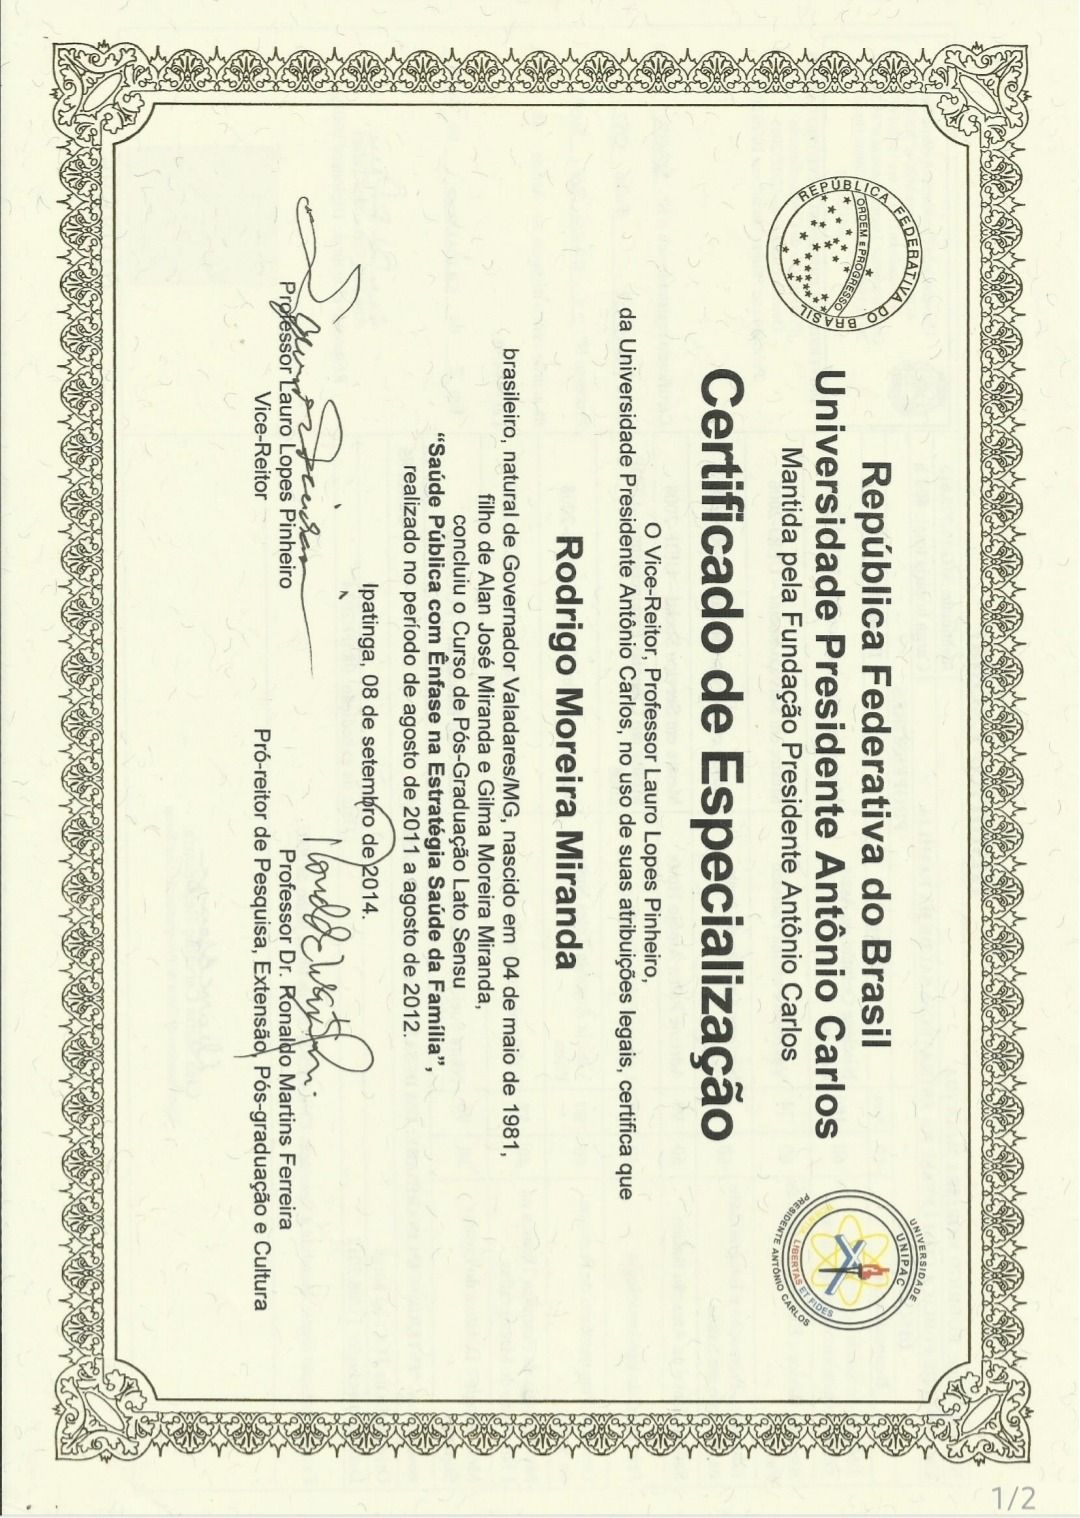 REPÚBLICA FEDERATIVA DO BRASIL
ORDEM E PROGRESSO
República Federativa do Brasil
Universidade Presidente Antônio Carlos
Mantida pela Fundação Presidente Antônio Carlos
UNIVERSIDADE
UNIPAC
LIBERTAS ET FIDES
PRESIDENTE ANTÔNIO CARLOS
Certificado de Especialização
O Vice-Reitor, Professor Lauro Lopes Pinheiro,
da Universidade Presidente Antônio Carlos, no uso de suas atribuições legais, certifica que
Rodrigo Moreira Miranda
brasileiro, natural de Governador Valadares/MG, nascido em 04 de maio de 1981,
filho de Alan José Miranda e Gilma Moreira Miranda,
concluiu o Curso de Pós-Graduação Lato Sensu
“Saúde Pública com Ênfase na Estratégia Saúde da Família”,
realizado no período de agosto de 2011 a agosto de 2012.
Ipatinga, 08 de setembro de 2014.
Professor Lauro Lopes Pinheiro
Vice-Reitor
Professor Dr. Ronaldo Martins Ferreira
Pró-reitor de Pesquisa, Extensão, Pós-graduação e Cultura
1/2